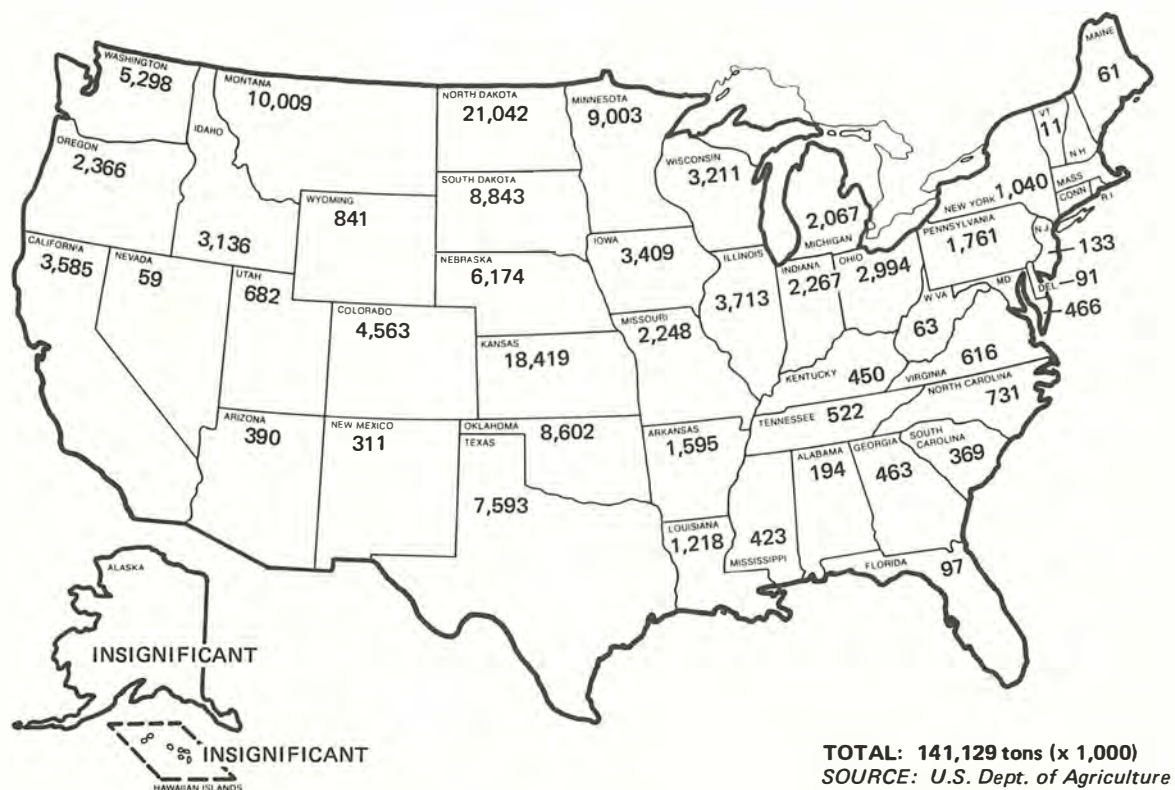 WASHINGTON
5,298
MONTANA
10,009
NORTH DAKOTA
21,042
MINNESOTA
9,003
MAINE
61
IDAHO
3,136
OREGON
2,366
WYOMING
841
SOUTH DAKOTA
8,843
WISCONSIN
3,211
2,067
MICHIGAN
VT
11
N H
MASS
CONN
R I
NEW YORK 1,040
PENNSYLVANIA
1,761
N J
133
DEL
91
MD
466
CALIFORNIA
3,585
NEVADA
59
UTAH
682
COLORADO
4,563
NEBRASKA
6,174
IOWA
3,409
ILLINOIS
3,713
INDIANA
2,267
OHIO
2,994
W VA
63
KANSAS
18,419
MISSOURI
2,248
KENTUCKY 450
616
VIRGINIA
NORTH CAROLINA
731
TENNESSEE 522
ARIZONA
390
NEW MEXICO
311
OKLAHOMA
8,602
TEXAS
7,593
ARKANSAS
1,595
LOUISIANA
1,218
423
MISSISSIPPI
ALABAMA
194
GEORGIA
463
SOUTH
CAROLINA
369
FLORIDA
97
ALASKA
INSIGNIFICANT
INSIGNIFICANT
HAWAIIAN ISLANDS
TOTAL: 141,129 tons (x 1,000)
SOURCE: U.S. Dept. of Agriculture